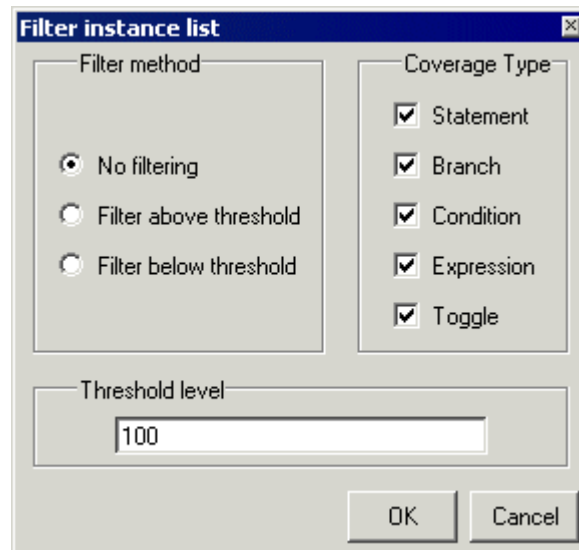 Filter instance list
Filter method
No filtering
Filter above threshold
Filter below threshold
Coverage Type
Statement
Branch
Condition
Expression
Toggle
Threshold level
100
OK
Cancel